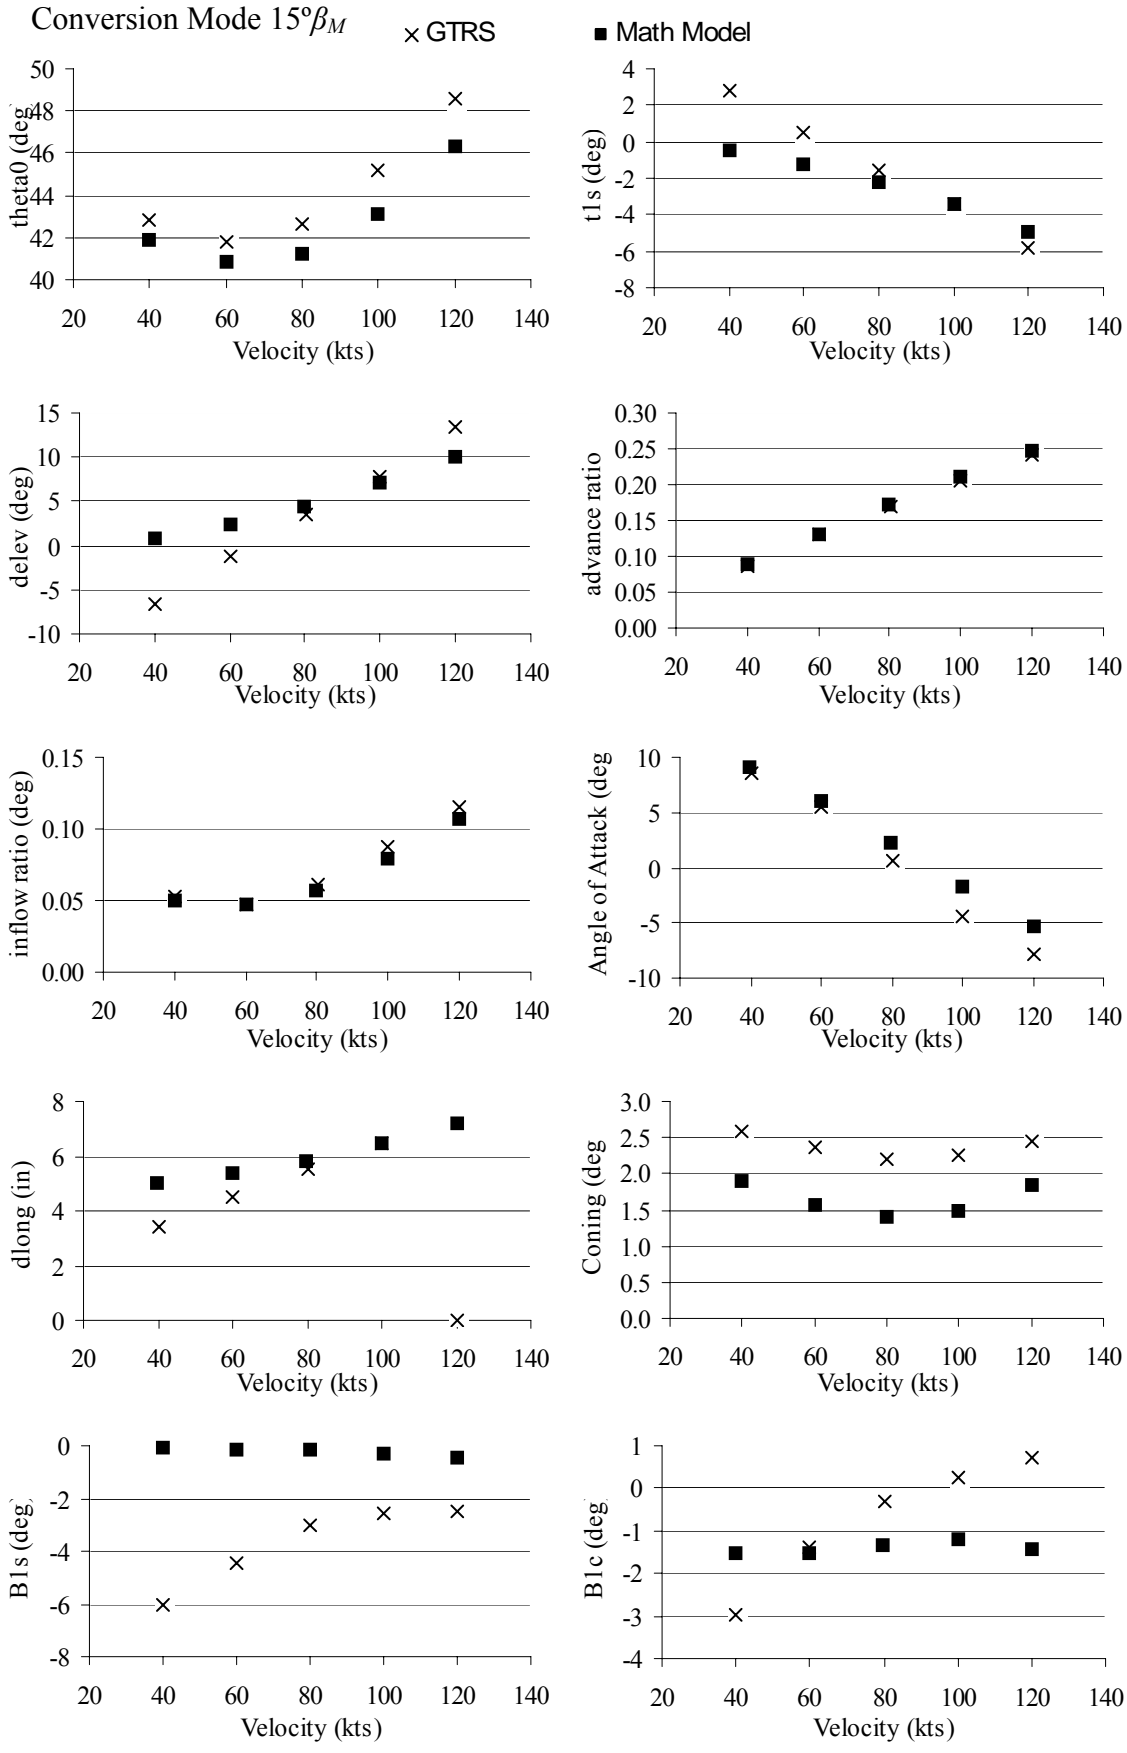 Conversion Mode 15°βM
× GTRS ■ Math Model
theta0 (deg)
50
48
46
44
42
40
20 40 60 80 100 120 140
Velocity (kts)
t1s (deg)
4
2
0
-2
-4
-6
-8
20 40 60 80 100 120 140
Velocity (kts)
delev (deg)
15
10
5
0
-5
-10
20 40 60 80 100 120 140
Velocity (kts)
advance ratio
0.30
0.25
0.20
0.15
0.10
0.05
0.00
20 40 60 80 100 120 140
Velocity (kts)
inflow ratio (deg)
0.15
0.10
0.05
0.00
20 40 60 80 100 120 140
Velocity (kts)
Angle of Attack (deg
10
5
0
-5
-10
20 40 60 80 100 120 140
Velocity (kts)
dlong (in)
8
6
4
2
0
20 40 60 80 100 120 140
Velocity (kts)
Coning (deg
3.0
2.5
2.0
1.5
1.0
0.5
0.0
20 40 60 80 100 120 140
Velocity (kts)
B1s (deg)
0
-2
-4
-6
-8
20 40 60 80 100 120 140
Velocity (kts)
B1c (deg)
1
0
-1
-2
-3
-4
20 40 60 80 100 120 140
Velocity (kts)